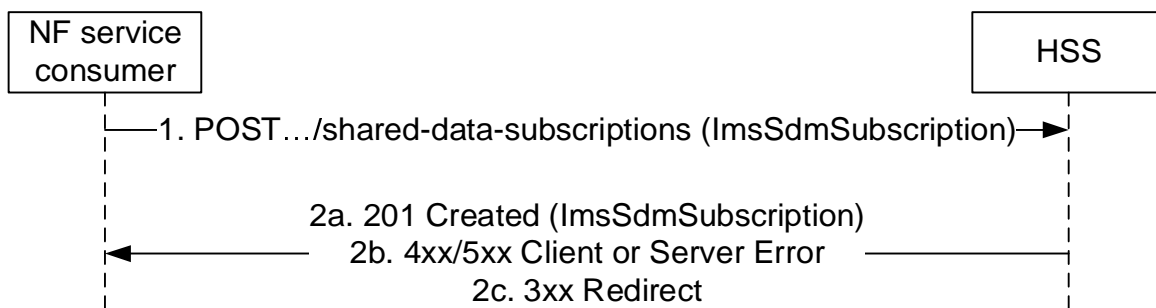 NF service
consumer
HSS
1. POST…/shared-data-subscriptions (ImsSdmSubscription)
2a. 201 Created (ImsSdmSubscription)
2b. 4xx/5xx Client or Server Error
2c. 3xx Redirect